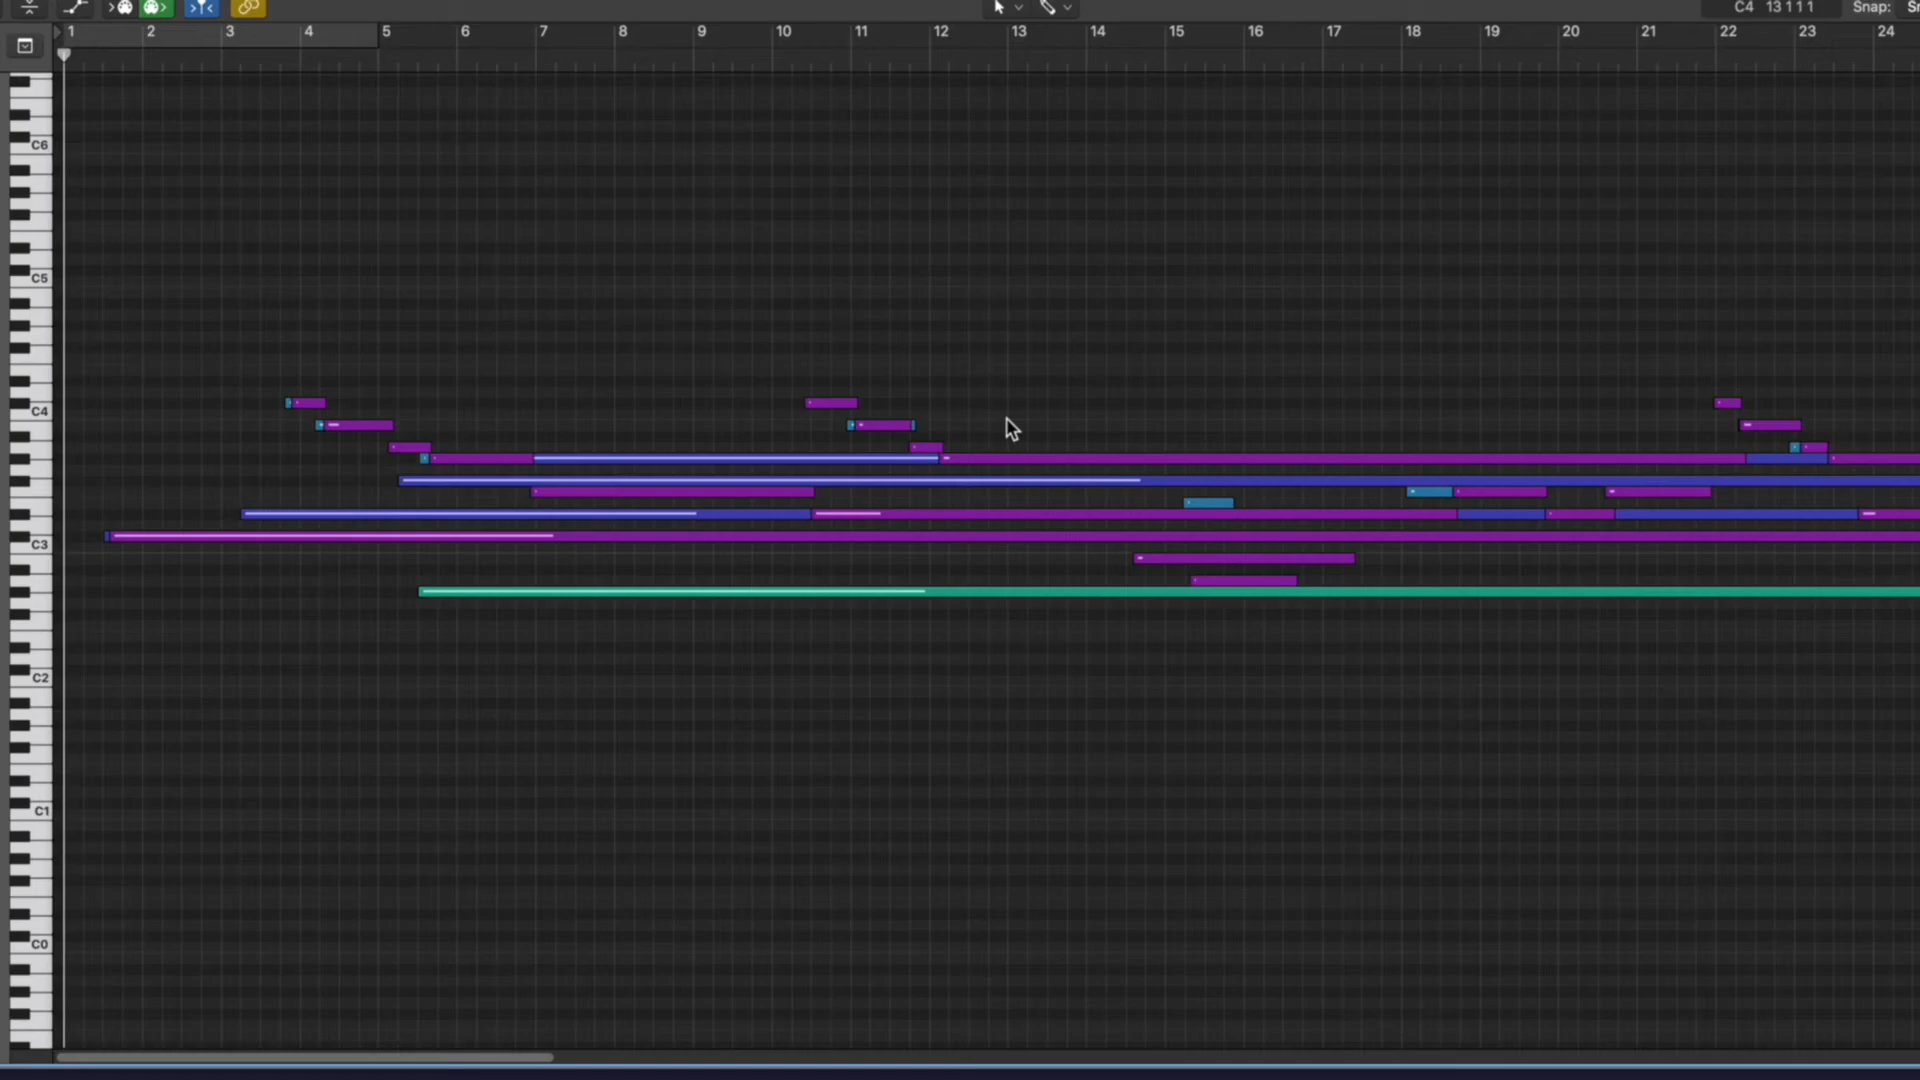 C4 13 1 1 1 Snap:
1 2 3 4 5 6 7 8 9 10 11 12 13 14 15 16 17 18 19 20 21 22 23 24
C6
C5
C4
C3
C2
C1
C0